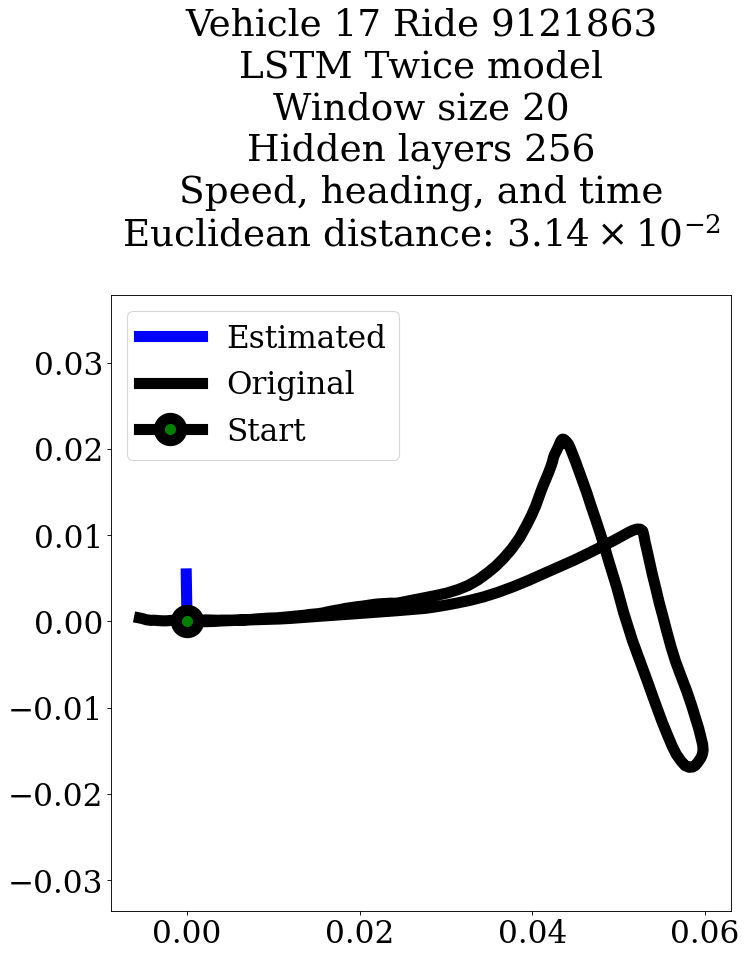 Vehicle 17 Ride 9121863
LSTM Twice model
Window size 20
Hidden layers 256
Speed, heading, and time
Euclidean distance: 3.14 × 10⁻²
Estimated
Original
Start
0.03
0.02
0.01
0.00
−0.01
−0.02
−0.03
0.00 0.02 0.04 0.06